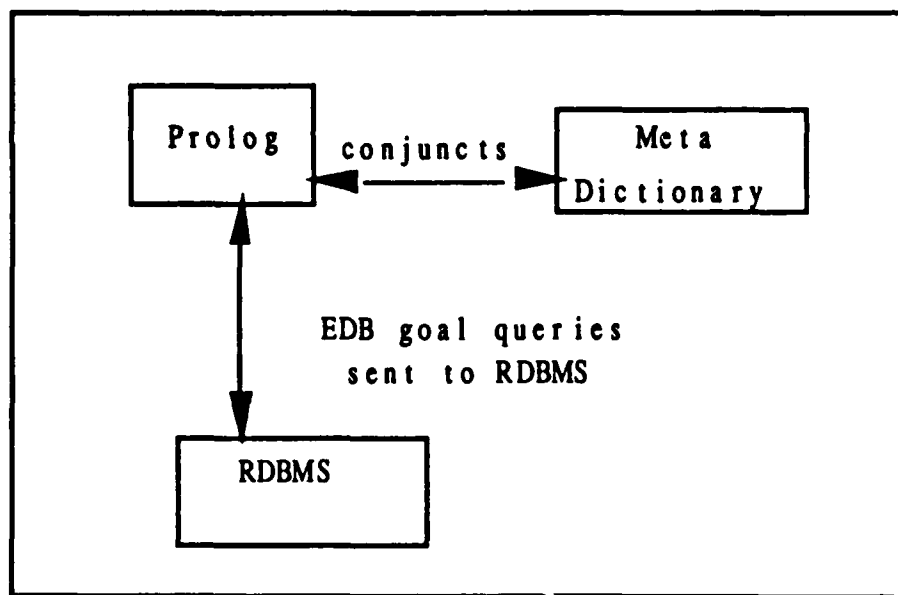 Prolog
conjuncts
Meta
Dictionary
EDB goal queries
sent to RDBMS
RDBMS